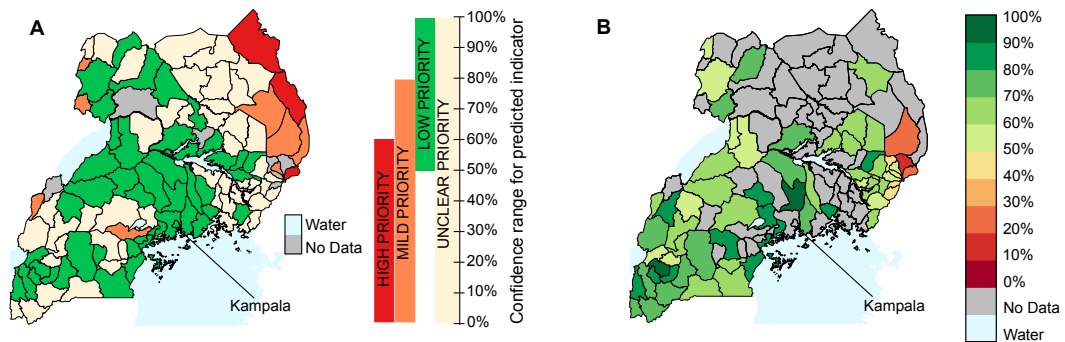 A
Water
No Data
Kampala
HIGH PRIORITY
MILD PRIORITY
LOW PRIORITY
UNCLEAR PRIORITY
100%
90%
80%
70%
60%
50%
40%
30%
20%
10%
0%
Confidence range for predicted indicator
B
Kampala
100%
90%
80%
70%
60%
50%
40%
30%
20%
10%
0%
No Data
Water